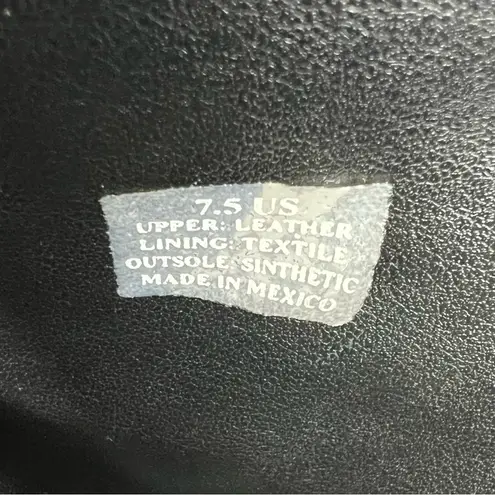 7.5 US
UPPER: LEATHER
LINING: TEXTILE
OUTSOLE: SINTHETIC
MADE IN MEXICO